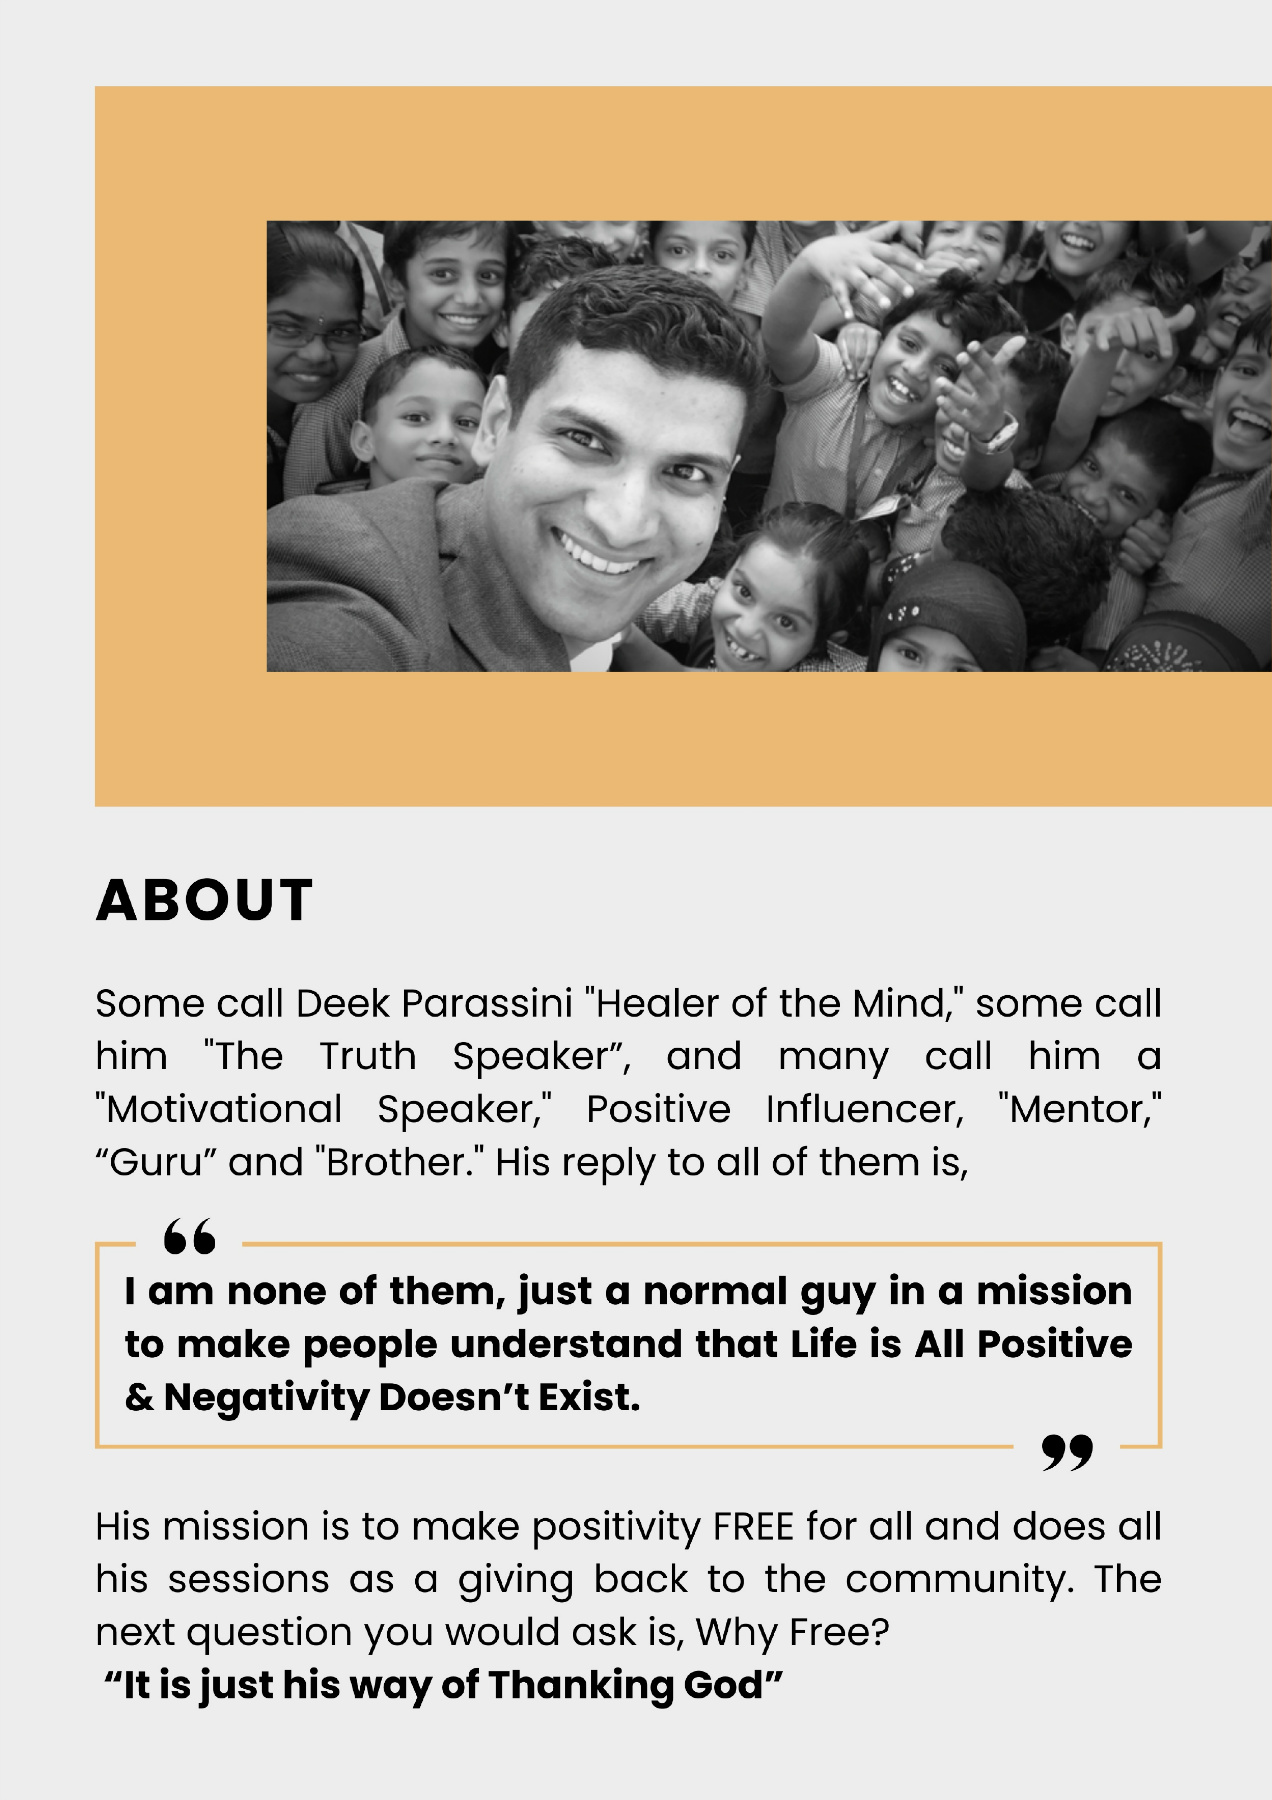 ABOUT
Some call Deek Parassini "Healer of the Mind," some call
him "The Truth Speaker”, and many call him a
"Motivational Speaker," Positive Influencer, "Mentor,"
“Guru” and "Brother." His reply to all of them is,
“
I am none of them, just a normal guy in a mission
to make people understand that Life is All Positive
& Negativity Doesn’t Exist.
”
His mission is to make positivity FREE for all and does all
his sessions as a giving back to the community. The
next question you would ask is, Why Free?
“It is just his way of Thanking God”